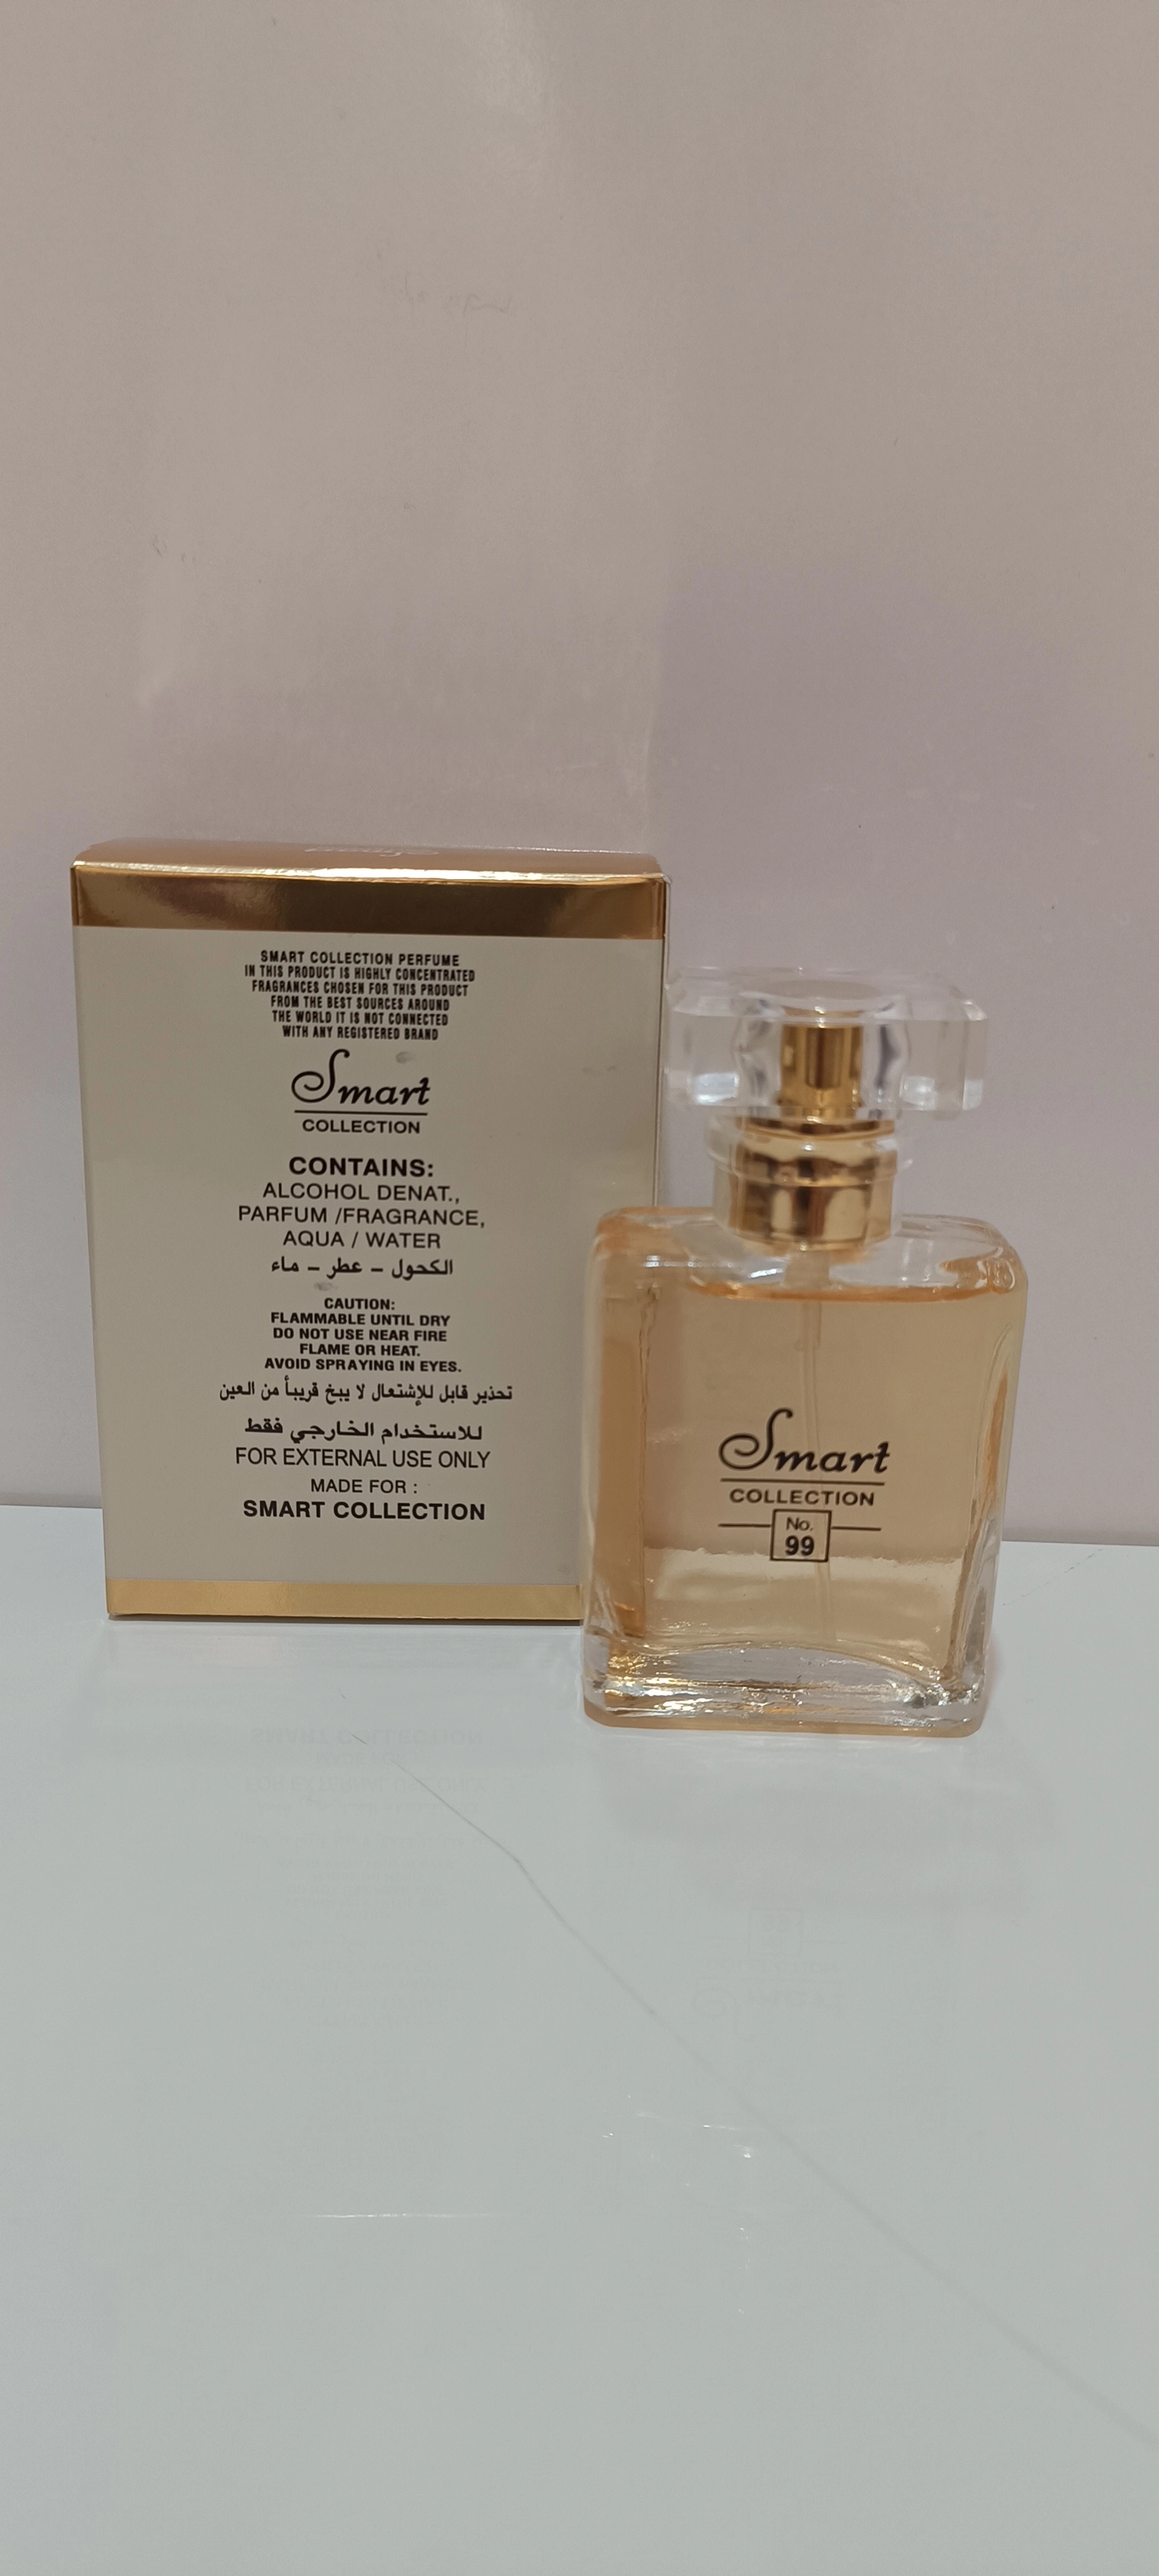 SMART COLLECTION PERFUME
IN THIS PRODUCT IS HIGHLY CONCENTRATED
FRAGRANCES CHOSEN FOR THIS PRODUCT
FROM THE BEST SOURCES AROUND
THE WORLD IT IS NOT CONNECTED
WITH ANY REGISTERED BRAND
Smart
COLLECTION
CONTAINS:
ALCOHOL DENAT.,
PARFUM /FRAGRANCE,
AQUA / WATER
الكحول – عطر – ماء
CAUTION:
FLAMMABLE UNTIL DRY
DO NOT USE NEAR FIRE
FLAME OR HEAT.
AVOID SPRAYING IN EYES.
تحذير قابل للإشتعال لا يبخ قريبأ من العين
للاستخدام الخارجي فقط
FOR EXTERNAL USE ONLY
MADE FOR :
SMART COLLECTION
Smart
COLLECTION
No.
99